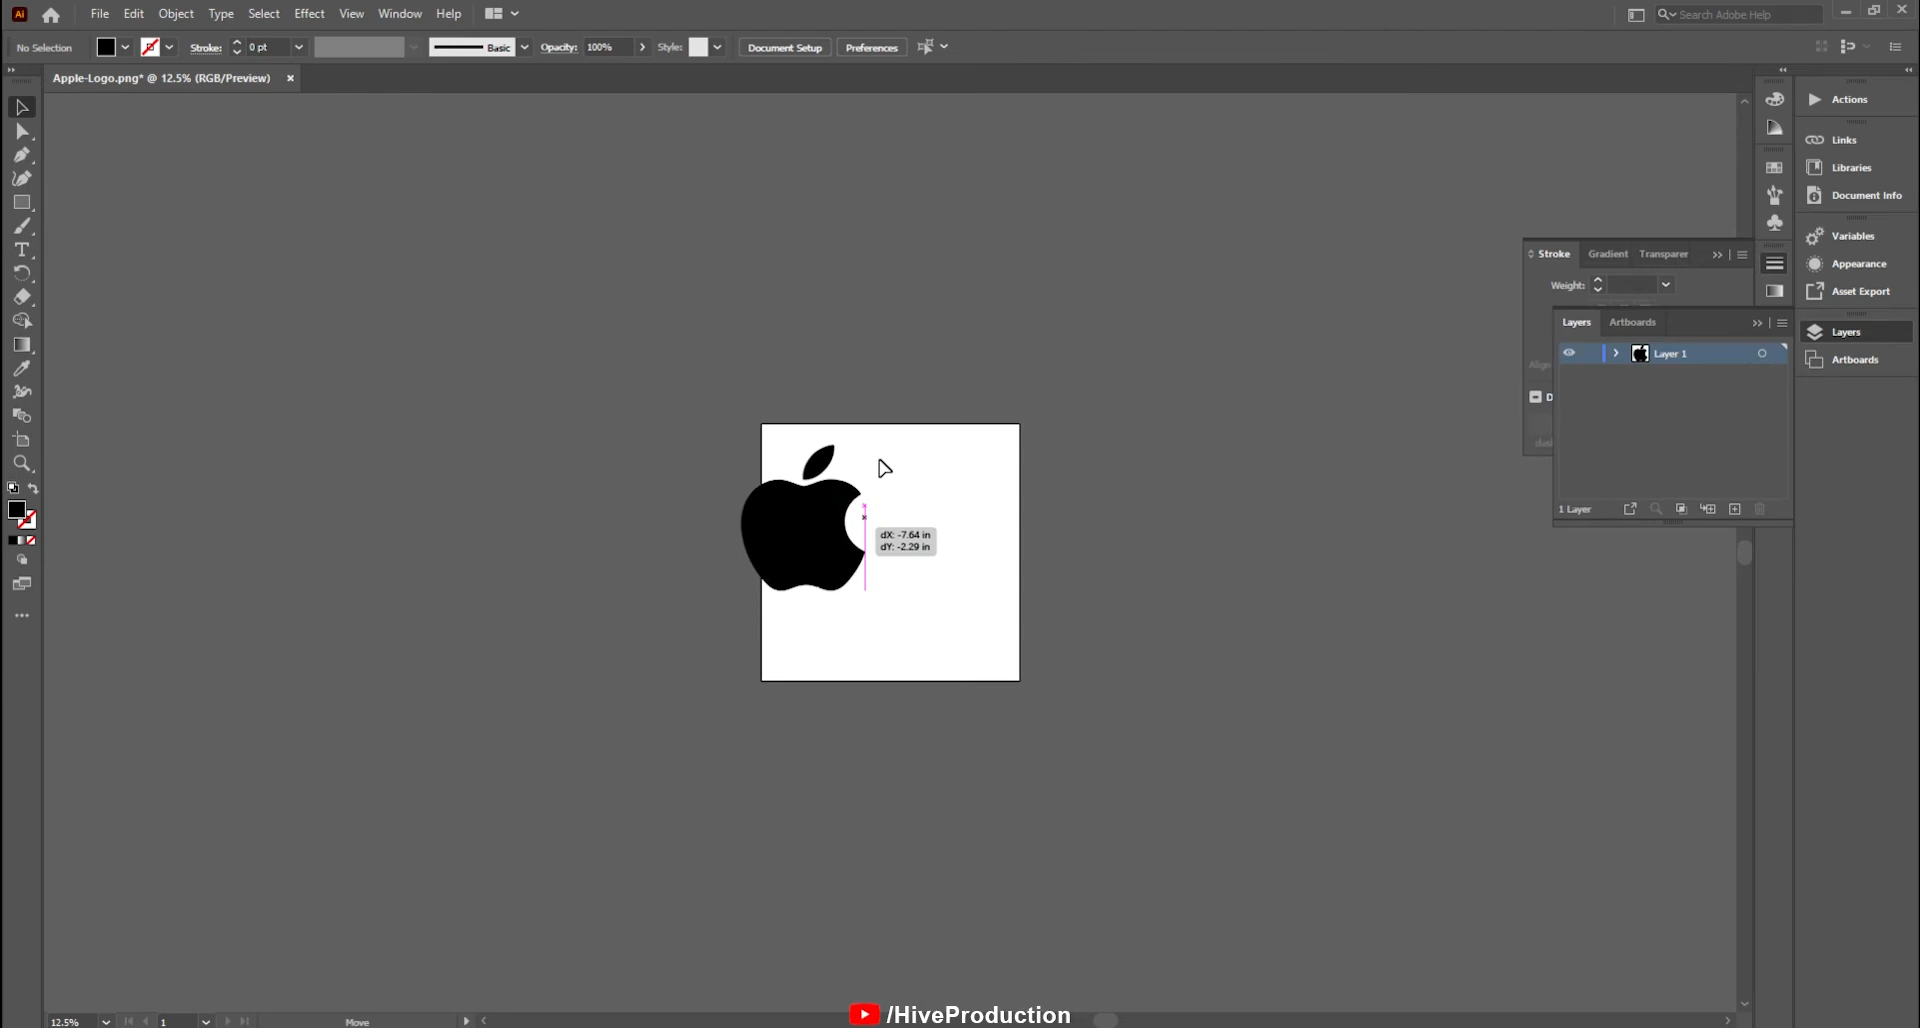 Ai File Edit Object Type Select Effect View Window Help Search Adobe Help
No Selection Stroke: 0 pt Basic Opacity: 100% Style: Document Setup Preferences
Apple-Logo.png* @ 12.5% (RGB/Preview) ×
Actions
Links
Libraries
Document Info
Variables
Appearance
Asset Export
Layers
Artboards
Stroke Gradient Transparer
Weight:
Layers Artboards
Layer 1
Align
D
dash
1 Layer
T
dX: -7.64 in
dY: -2.29 in
12.5% 1 Move
/HiveProduction